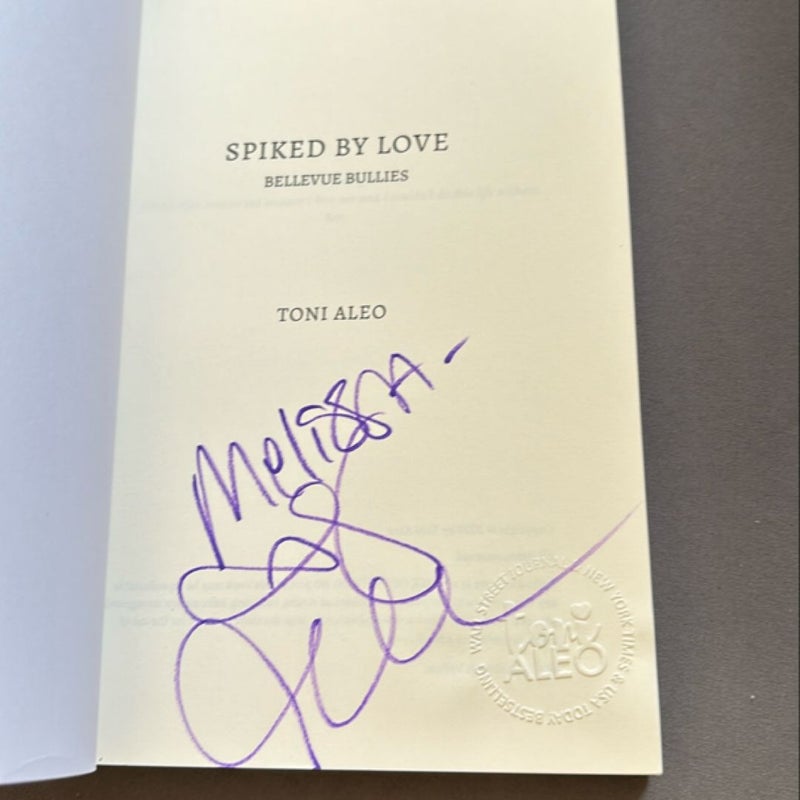 SPIKED BY LOVE
BELLEVUE BULLIES
TONI ALEO
Melissa -
WALL STREET JOURNAL, NEW YORK TIMES & USA TODAY BESTSELLING
Toni
ALEO